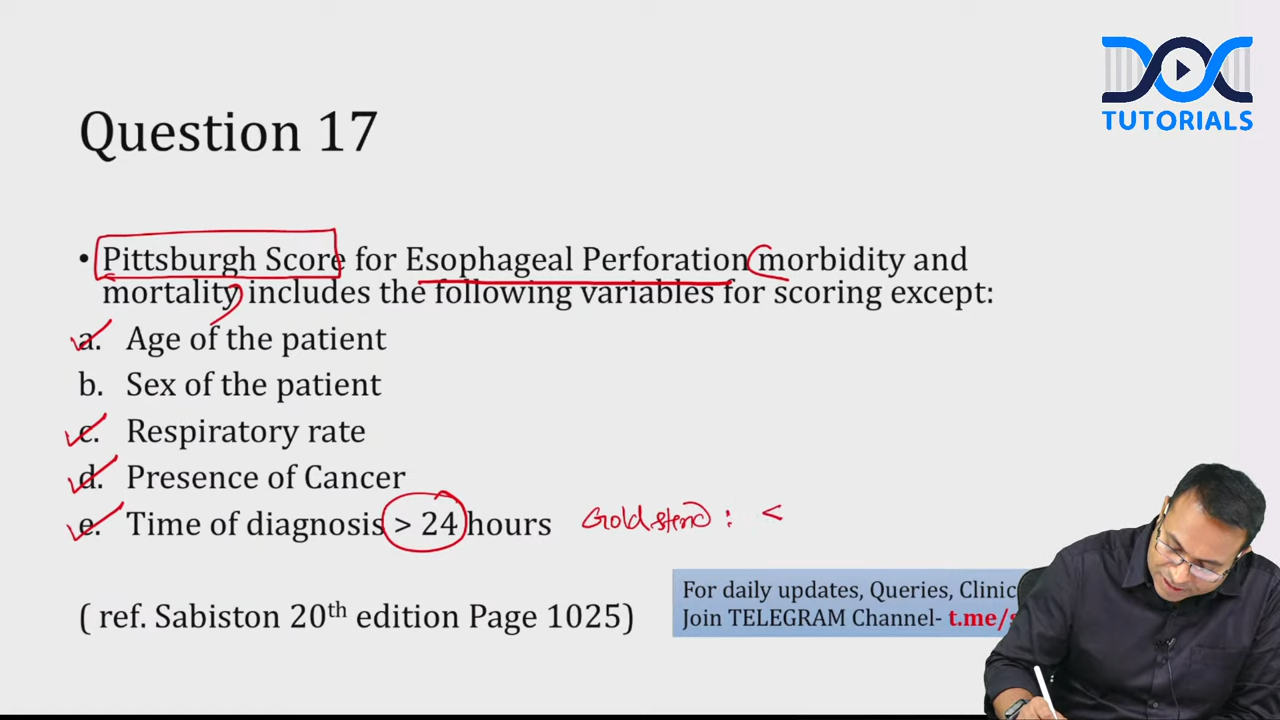 TUTORIALS
Question 17
• Pittsburgh Score for Esophageal Perforation morbidity and
mortality, includes the following variables for scoring except:
a. Age of the patient
b. Sex of the patient
c. Respiratory rate
d. Presence of Cancer
e. Time of diagnosis > 24 hours
: <
( ref. Sabiston 20th edition Page 1025)
For daily updates, Queries, Clinic
Join TELEGRAM Channel- t.me/s